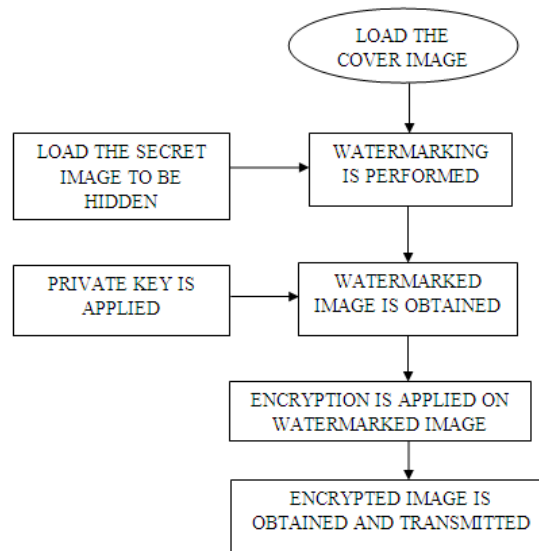 LOAD THE
COVER IMAGE
LOAD THE SECRET
IMAGE TO BE
HIDDEN
WATERMARKING
IS PERFORMED
PRIVATE KEY IS
APPLIED
WATERMARKED
IMAGE IS OBTAINED
ENCRYPTION IS APPLIED ON
WATERMARKED IMAGE
ENCRYPTED IMAGE IS
OBTAINED AND TRANSMITTED